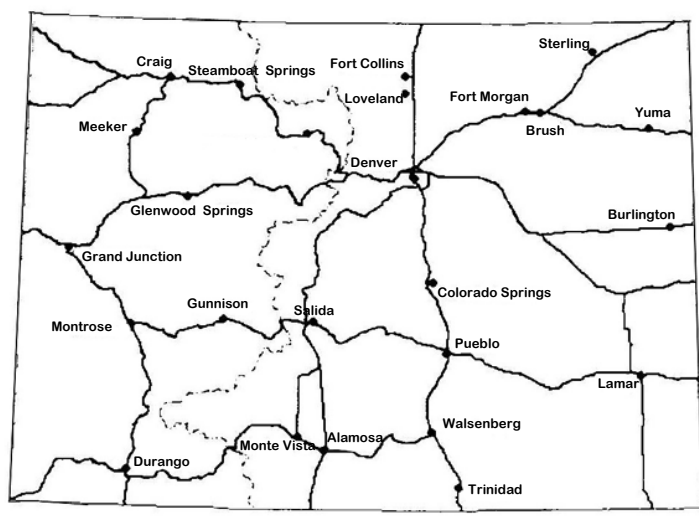 Sterling
Craig
Steamboat Springs
Fort Collins
Loveland
Fort Morgan
Yuma
Meeker
Brush
Denver
Glenwood Springs
Burlington
Grand Junction
Colorado Springs
Gunnison
Salida
Montrose
Pueblo
Lamar
Walsenberg
Monte Vista
Alamosa
Durango
Trinidad